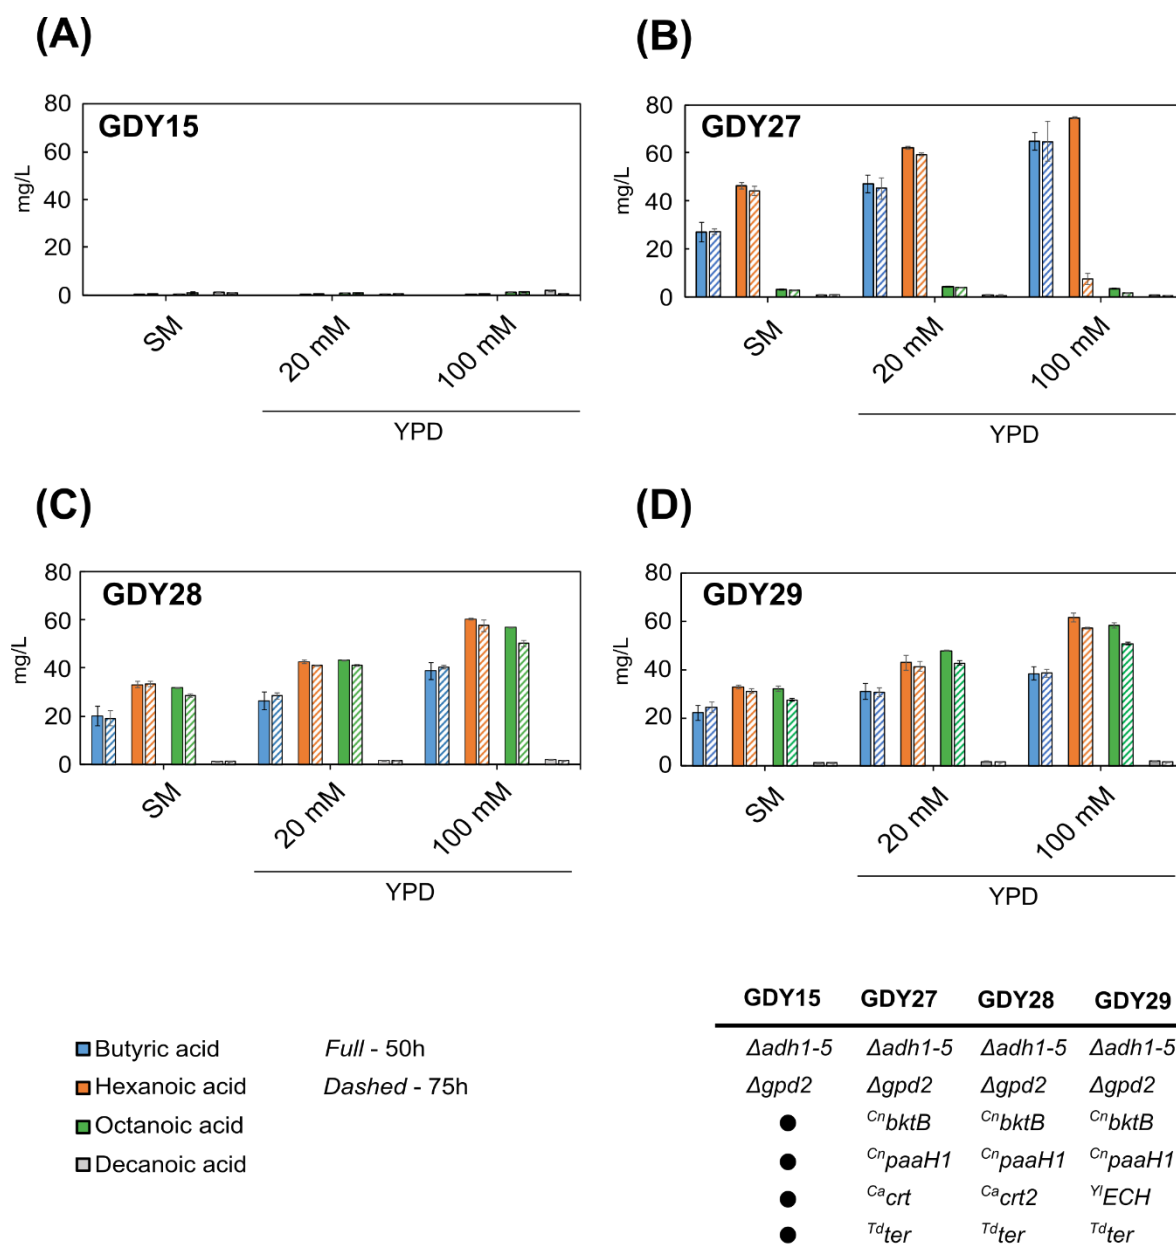 (A)
80
60
40
20
0
mg/L
GDY15
SM
20 mM
100 mM
YPD
(B)
80
60
40
20
0
mg/L
GDY27
SM
20 mM
100 mM
YPD
(C)
80
60
40
20
0
mg/L
GDY28
SM
20 mM
100 mM
YPD
(D)
80
60
40
20
0
mg/L
GDY29
SM
20 mM
100 mM
YPD
Butyric acid Full - 50h
Hexanoic acid Dashed - 75h
Octanoic acid
Decanoic acid
GDY15 GDY27 GDY28 GDY29
Δadh1-5 Δadh1-5 Δadh1-5 Δadh1-5
Δgpd2 Δgpd2 Δgpd2 Δgpd2
● CnbktB CnbktB CnbktB
● CnpaaH1 CnpaaH1 CnpaaH1
● Cacrt Cacrt2 YlECH
● Tdter Tdter Tdter